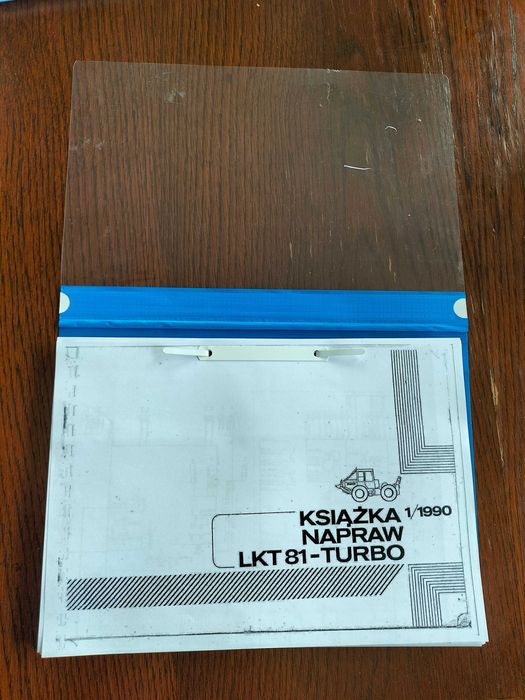 KSIĄŻKA 1/1990
NAPRAW
LKT 81-TURBO